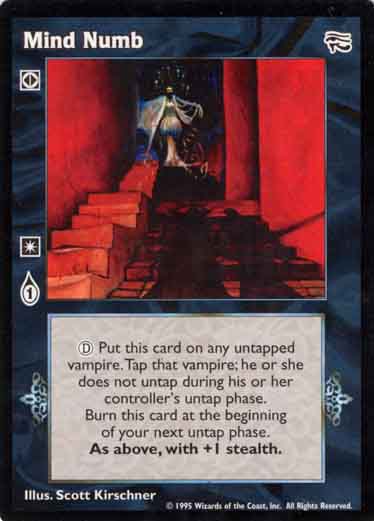 Mind Numb
1
Ⓓ Put this card on any untapped
vampire. Tap that vampire; he or she
does not untap during his or her
controller's untap phase.
Burn this card at the beginning
of your next untap phase.
As above, with +1 stealth.
Illus. Scott Kirschner
© 1995 Wizards of the Coast, Inc. All Rights Reserved.